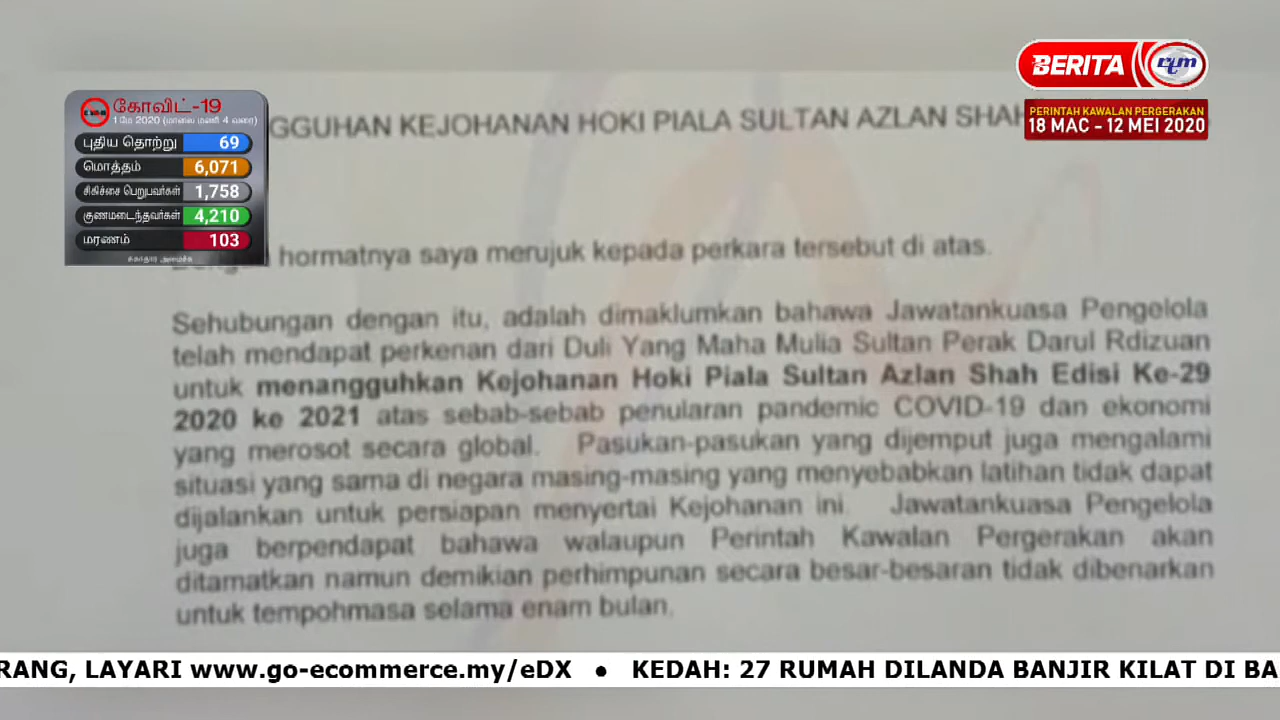 BERITA rtm
PERINTAH KAWALAN PERGERAKAN
18 MAC - 12 MEI 2020
கோவிட்-19
1 மே 2020 (மாலை மணி 4 வரை)
புதிய தொற்று 69
மொத்தம் 6,071
சிகிச்சை பெறுபவர்கள் 1,758
குணமடைந்தவர்கள் 4,210
மரணம் 103
சுகாதார அமைச்சு
GGUHAN KEJOHANAN HOKI PIALA SULTAN AZLAN SHAH
hormatnya saya merujuk kepada perkara tersebut di atas.
Sehubungan dengan itu, adalah dimaklumkan bahawa Jawatankuasa Pengelola
telah mendapat perkenan dari Duli Yang Maha Mulia Sultan Perak Darul Rdizuan
untuk menangguhkan Kejohanan Hoki Piala Sultan Azlan Shah Edisi Ke-29
2020 ke 2021 atas sebab-sebab penularan pandemic COVID-19 dan ekonomi
yang merosot secara global. Pasukan-pasukan yang dijemput juga mengalami
situasi yang sama di negara masing-masing yang menyebabkan latihan tidak dapat
dijalankan untuk persiapan menyertai Kejohanan ini. Jawatankuasa Pengelola
juga berpendapat bahawa walaupun Perintah Kawalan Pergerakan akan
ditamatkan namun demikian perhimpunan secara besar-besaran tidak dibenarkan
untuk tempohmasa selama enam bulan.
RANG, LAYARI www.go-ecommerce.my/eDX • KEDAH: 27 RUMAH DILANDA BANJIR KILAT DI BA